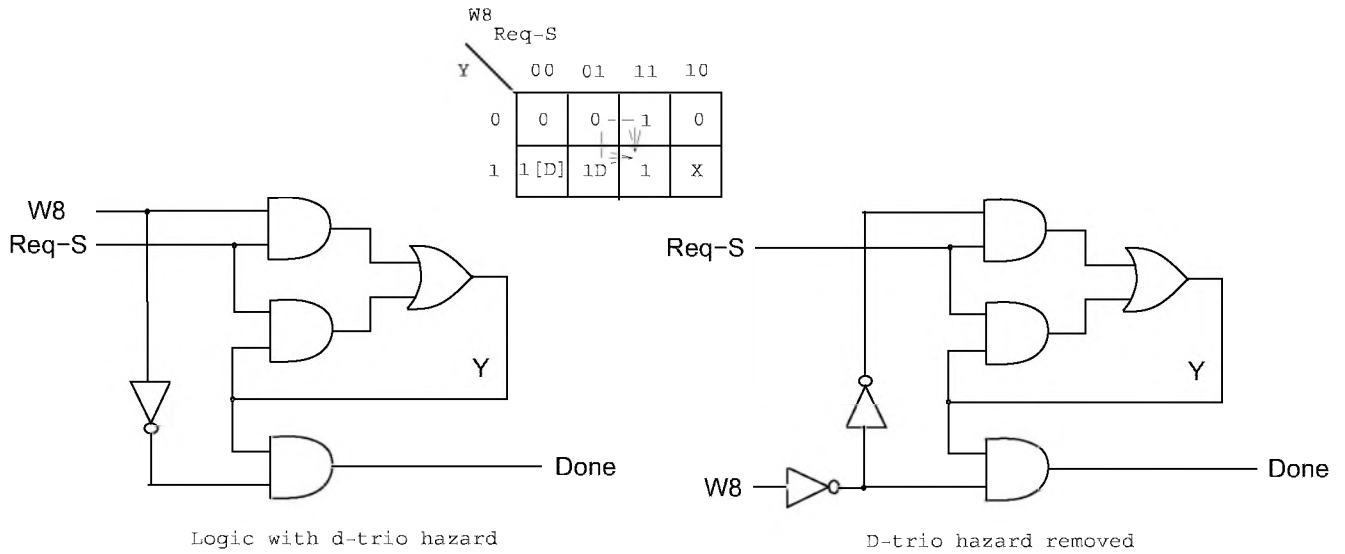 W8
Req-S
Y 00 01 11 10
0 0 0 1 0
1 1[D] 1D 1 X
W8
Req-S
Y
Done
Logic with d-trio hazard
Req-S
Y
W8
Done
D-trio hazard removed